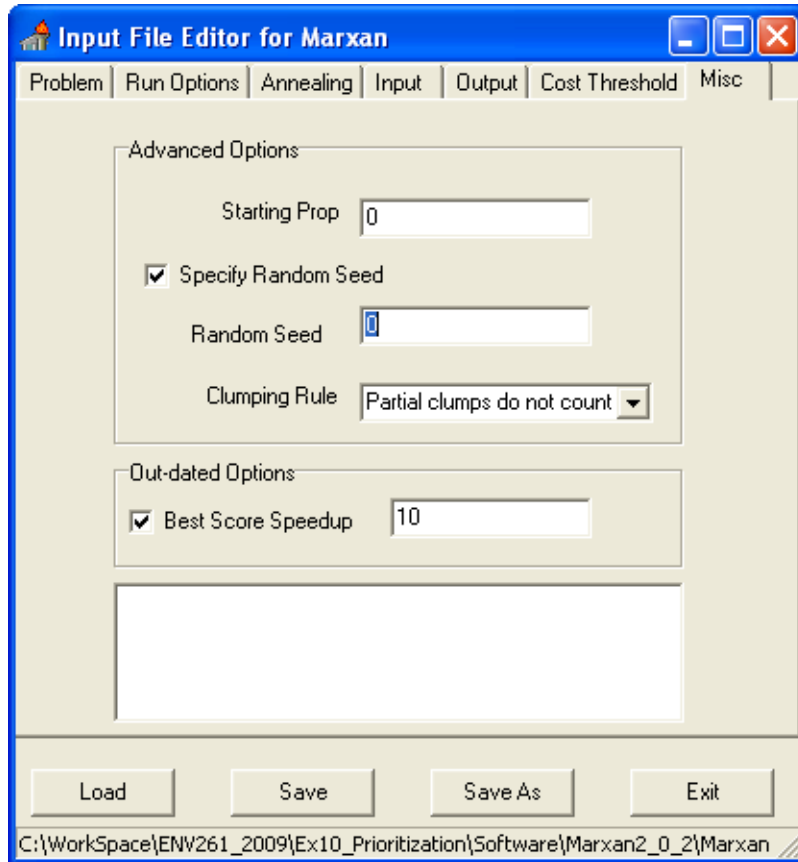 Input File Editor for Marxan
Problem Run Options Annealing Input Output Cost Threshold Misc
Advanced Options
Starting Prop 0
Specify Random Seed
Random Seed 0
Clumping Rule Partial clumps do not count
Out-dated Options
Best Score Speedup 10
Load Save Save As Exit
C:\WorkSpace\ENV261_2009\Ex10_Prioritization\Software\Marxan2_0_2\Marxan